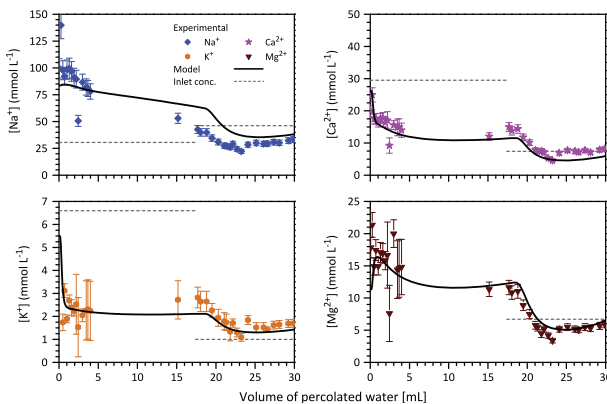 150
125
100
75
50
25
0
[Na⁺] (mmol L⁻¹)
Experimental
Na⁺
Ca²⁺
K⁺
Mg²⁺
Model
Inlet conc.
50
40
30
20
10
0
[Ca²⁺] (mmol L⁻¹)
7
6
5
4
3
2
1
0
[K⁺] (mmol L⁻¹)
0 5 10 15 20 25 30
25
20
15
10
5
0
[Mg²⁺] (mmol L⁻¹)
0 5 10 15 20 25 30
Volume of percolated water [mL]